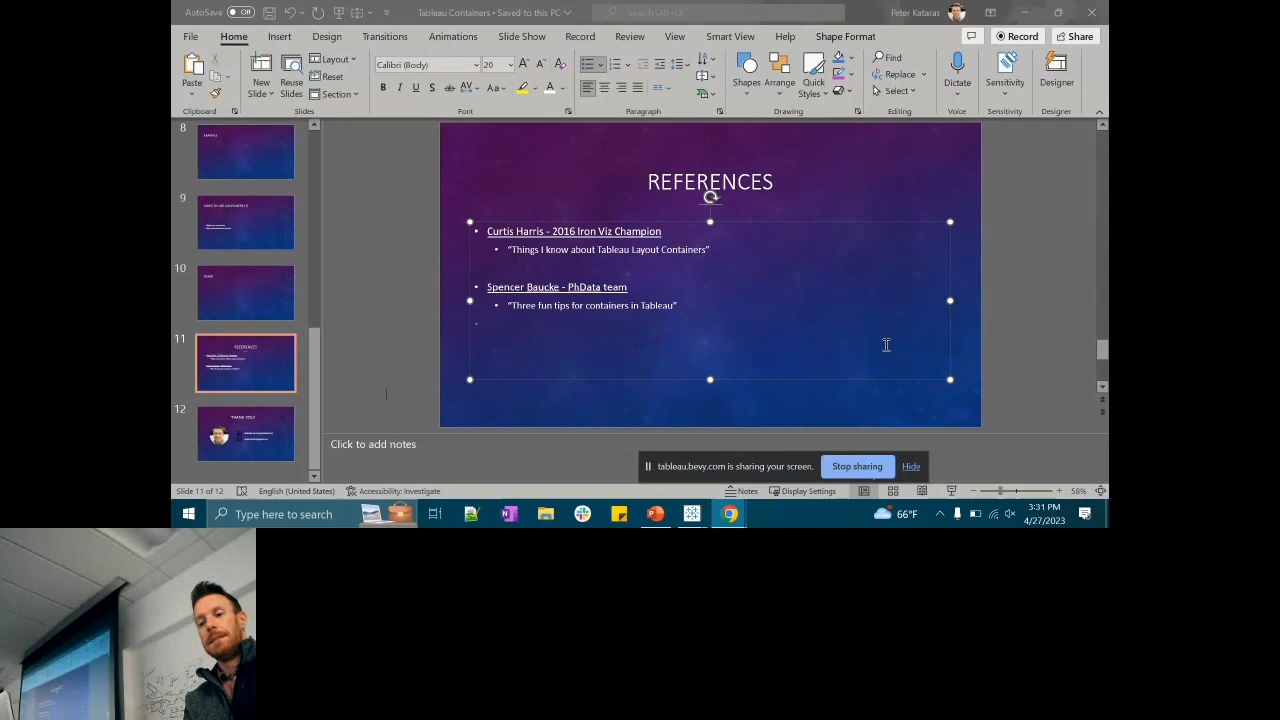 AutoSave Off
Tableau Containers • Saved to this PC
Search (Alt+Q)
Peter Kataras
File Home Insert Design Transitions Animations Slide Show Record Review View Smart View Help Shape Format Record Share
Paste
Clipboard
New Slide
Reuse Slides
Layout
Reset
Section
Slides
Calibri (Body) 20
Font
Paragraph
Shapes
Arrange
Quick Styles
Drawing
Find
Replace
Select
Editing
Dictate
Voice
Sensitivity
Sensitivity
Designer
Designer
8
9
10
11
REFERENCES
12
THANK YOU!
REFERENCES
• Curtis Harris - 2016 Iron Viz Champion
• “Things I know about Tableau Layout Containers”
• Spencer Baucke - PhData team
• “Three fun tips for containers in Tableau”
Click to add notes
tableau.bevy.com is sharing your screen. Stop sharing Hide
Slide 11 of 12 English (United States) Accessibility: Investigate Notes Display Settings 58%
Type here to search
66°F
3:31 PM
4/27/2023